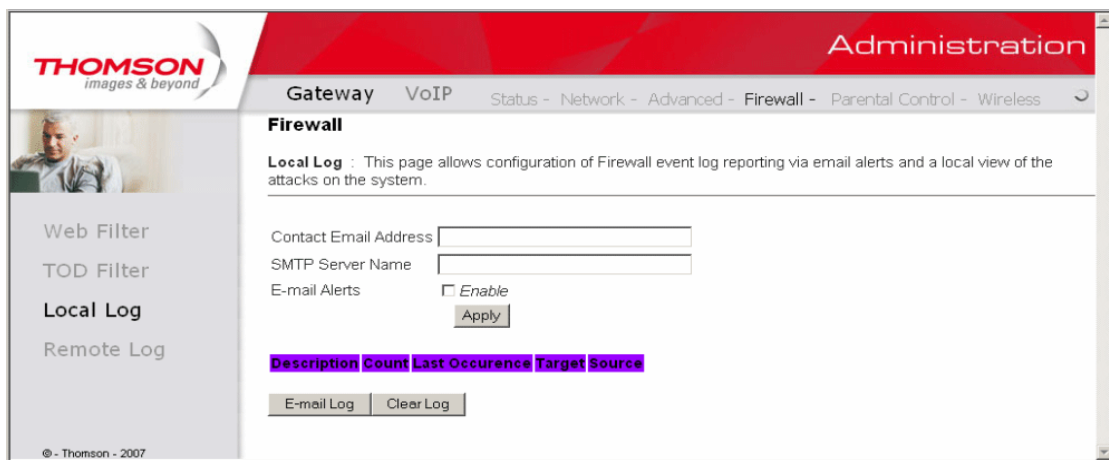 THOMSON
images & beyond
Administration
Gateway VoIP Status - Network - Advanced - Firewall - Parental Control - Wireless
Firewall
Local Log : This page allows configuration of Firewall event log reporting via email alerts and a local view of the
attacks on the system.
Web Filter
TOD Filter
Local Log
Remote Log
Contact Email Address
SMTP Server Name
E-mail Alerts Enable
Apply
Description Count Last Occurence Target Source
E-mail Log Clear Log
© - Thomson - 2007